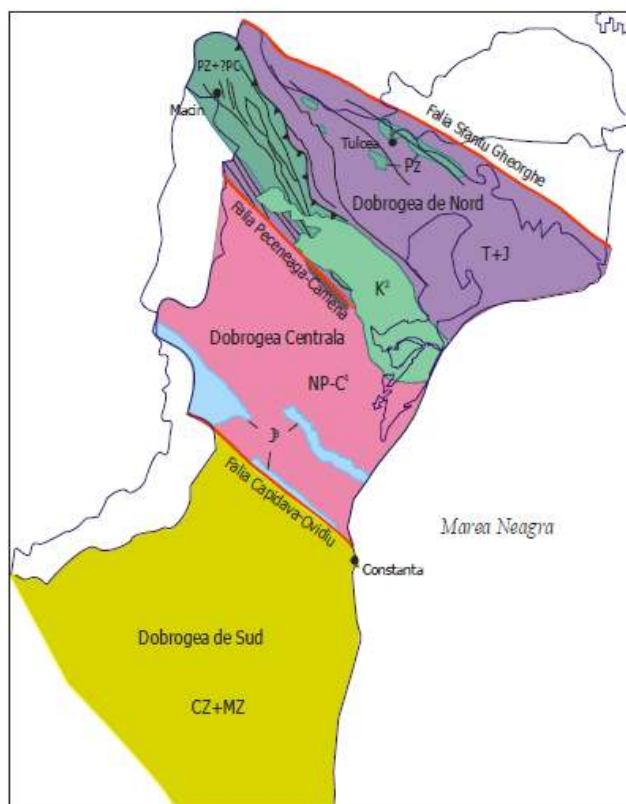 PZ+?PC
Macin
Tulcea
PZ
Falia Sfantu Gheorghe
Dobrogea de Nord
T+J
Falia Peceneaga-Camena
K²
Dobrogea Centrala
NP-C¹
J³
Falia Capidava-Ovidiu
Marea Neagra
Constanta
Dobrogea de Sud
CZ+MZ